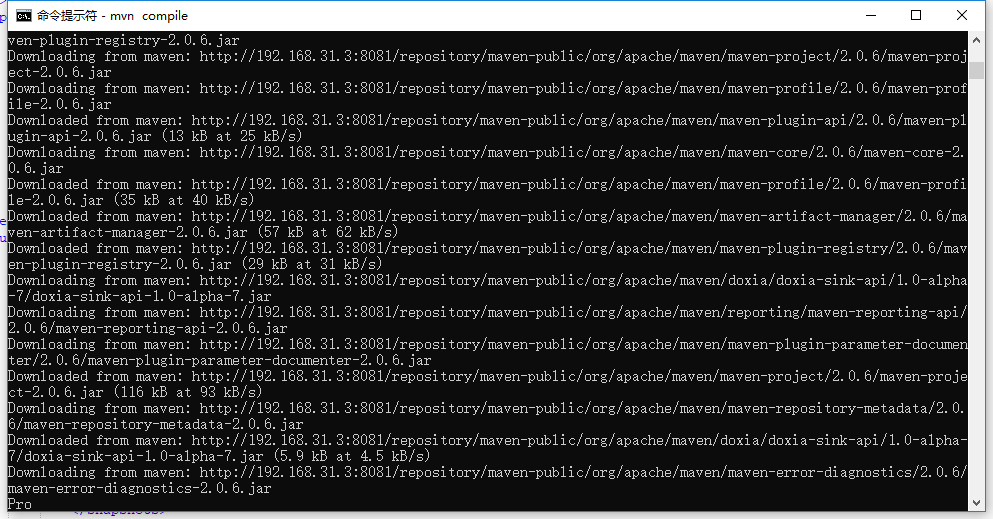 命令提示符 - mvn compile
ven-plugin-registry-2.0.6.jar
Downloading from maven: http://192.168.31.3:8081/repository/maven-public/org/apache/maven/maven-project/2.0.6/maven-proj
ect-2.0.6.jar
Downloading from maven: http://192.168.31.3:8081/repository/maven-public/org/apache/maven/maven-profile/2.0.6/maven-prof
ile-2.0.6.jar
Downloaded from maven: http://192.168.31.3:8081/repository/maven-public/org/apache/maven/maven-plugin-api/2.0.6/maven-pl
ugin-api-2.0.6.jar (13 kB at 25 kB/s)
Downloading from maven: http://192.168.31.3:8081/repository/maven-public/org/apache/maven/maven-core/2.0.6/maven-core-2.
0.6.jar
Downloaded from maven: http://192.168.31.3:8081/repository/maven-public/org/apache/maven/maven-profile/2.0.6/maven-profi
le-2.0.6.jar (35 kB at 40 kB/s)
Downloaded from maven: http://192.168.31.3:8081/repository/maven-public/org/apache/maven/maven-artifact-manager/2.0.6/ma
ven-artifact-manager-2.0.6.jar (57 kB at 62 kB/s)
Downloaded from maven: http://192.168.31.3:8081/repository/maven-public/org/apache/maven/maven-plugin-registry/2.0.6/mav
en-plugin-registry-2.0.6.jar (29 kB at 31 kB/s)
Downloading from maven: http://192.168.31.3:8081/repository/maven-public/org/apache/maven/doxia/doxia-sink-api/1.0-alpha
-7/doxia-sink-api-1.0-alpha-7.jar
Downloading from maven: http://192.168.31.3:8081/repository/maven-public/org/apache/maven/reporting/maven-reporting-api/
2.0.6/maven-reporting-api-2.0.6.jar
Downloading from maven: http://192.168.31.3:8081/repository/maven-public/org/apache/maven/maven-plugin-parameter-documen
ter/2.0.6/maven-plugin-parameter-documenter-2.0.6.jar
Downloaded from maven: http://192.168.31.3:8081/repository/maven-public/org/apache/maven/maven-project/2.0.6/maven-proje
ct-2.0.6.jar (116 kB at 93 kB/s)
Downloading from maven: http://192.168.31.3:8081/repository/maven-public/org/apache/maven/maven-repository-metadata/2.0.
6/maven-repository-metadata-2.0.6.jar
Downloaded from maven: http://192.168.31.3:8081/repository/maven-public/org/apache/maven/doxia/doxia-sink-api/1.0-alpha-
7/doxia-sink-api-1.0-alpha-7.jar (5.9 kB at 4.5 kB/s)
Downloading from maven: http://192.168.31.3:8081/repository/maven-public/org/apache/maven/maven-error-diagnostics/2.0.6/
maven-error-diagnostics-2.0.6.jar
Pro